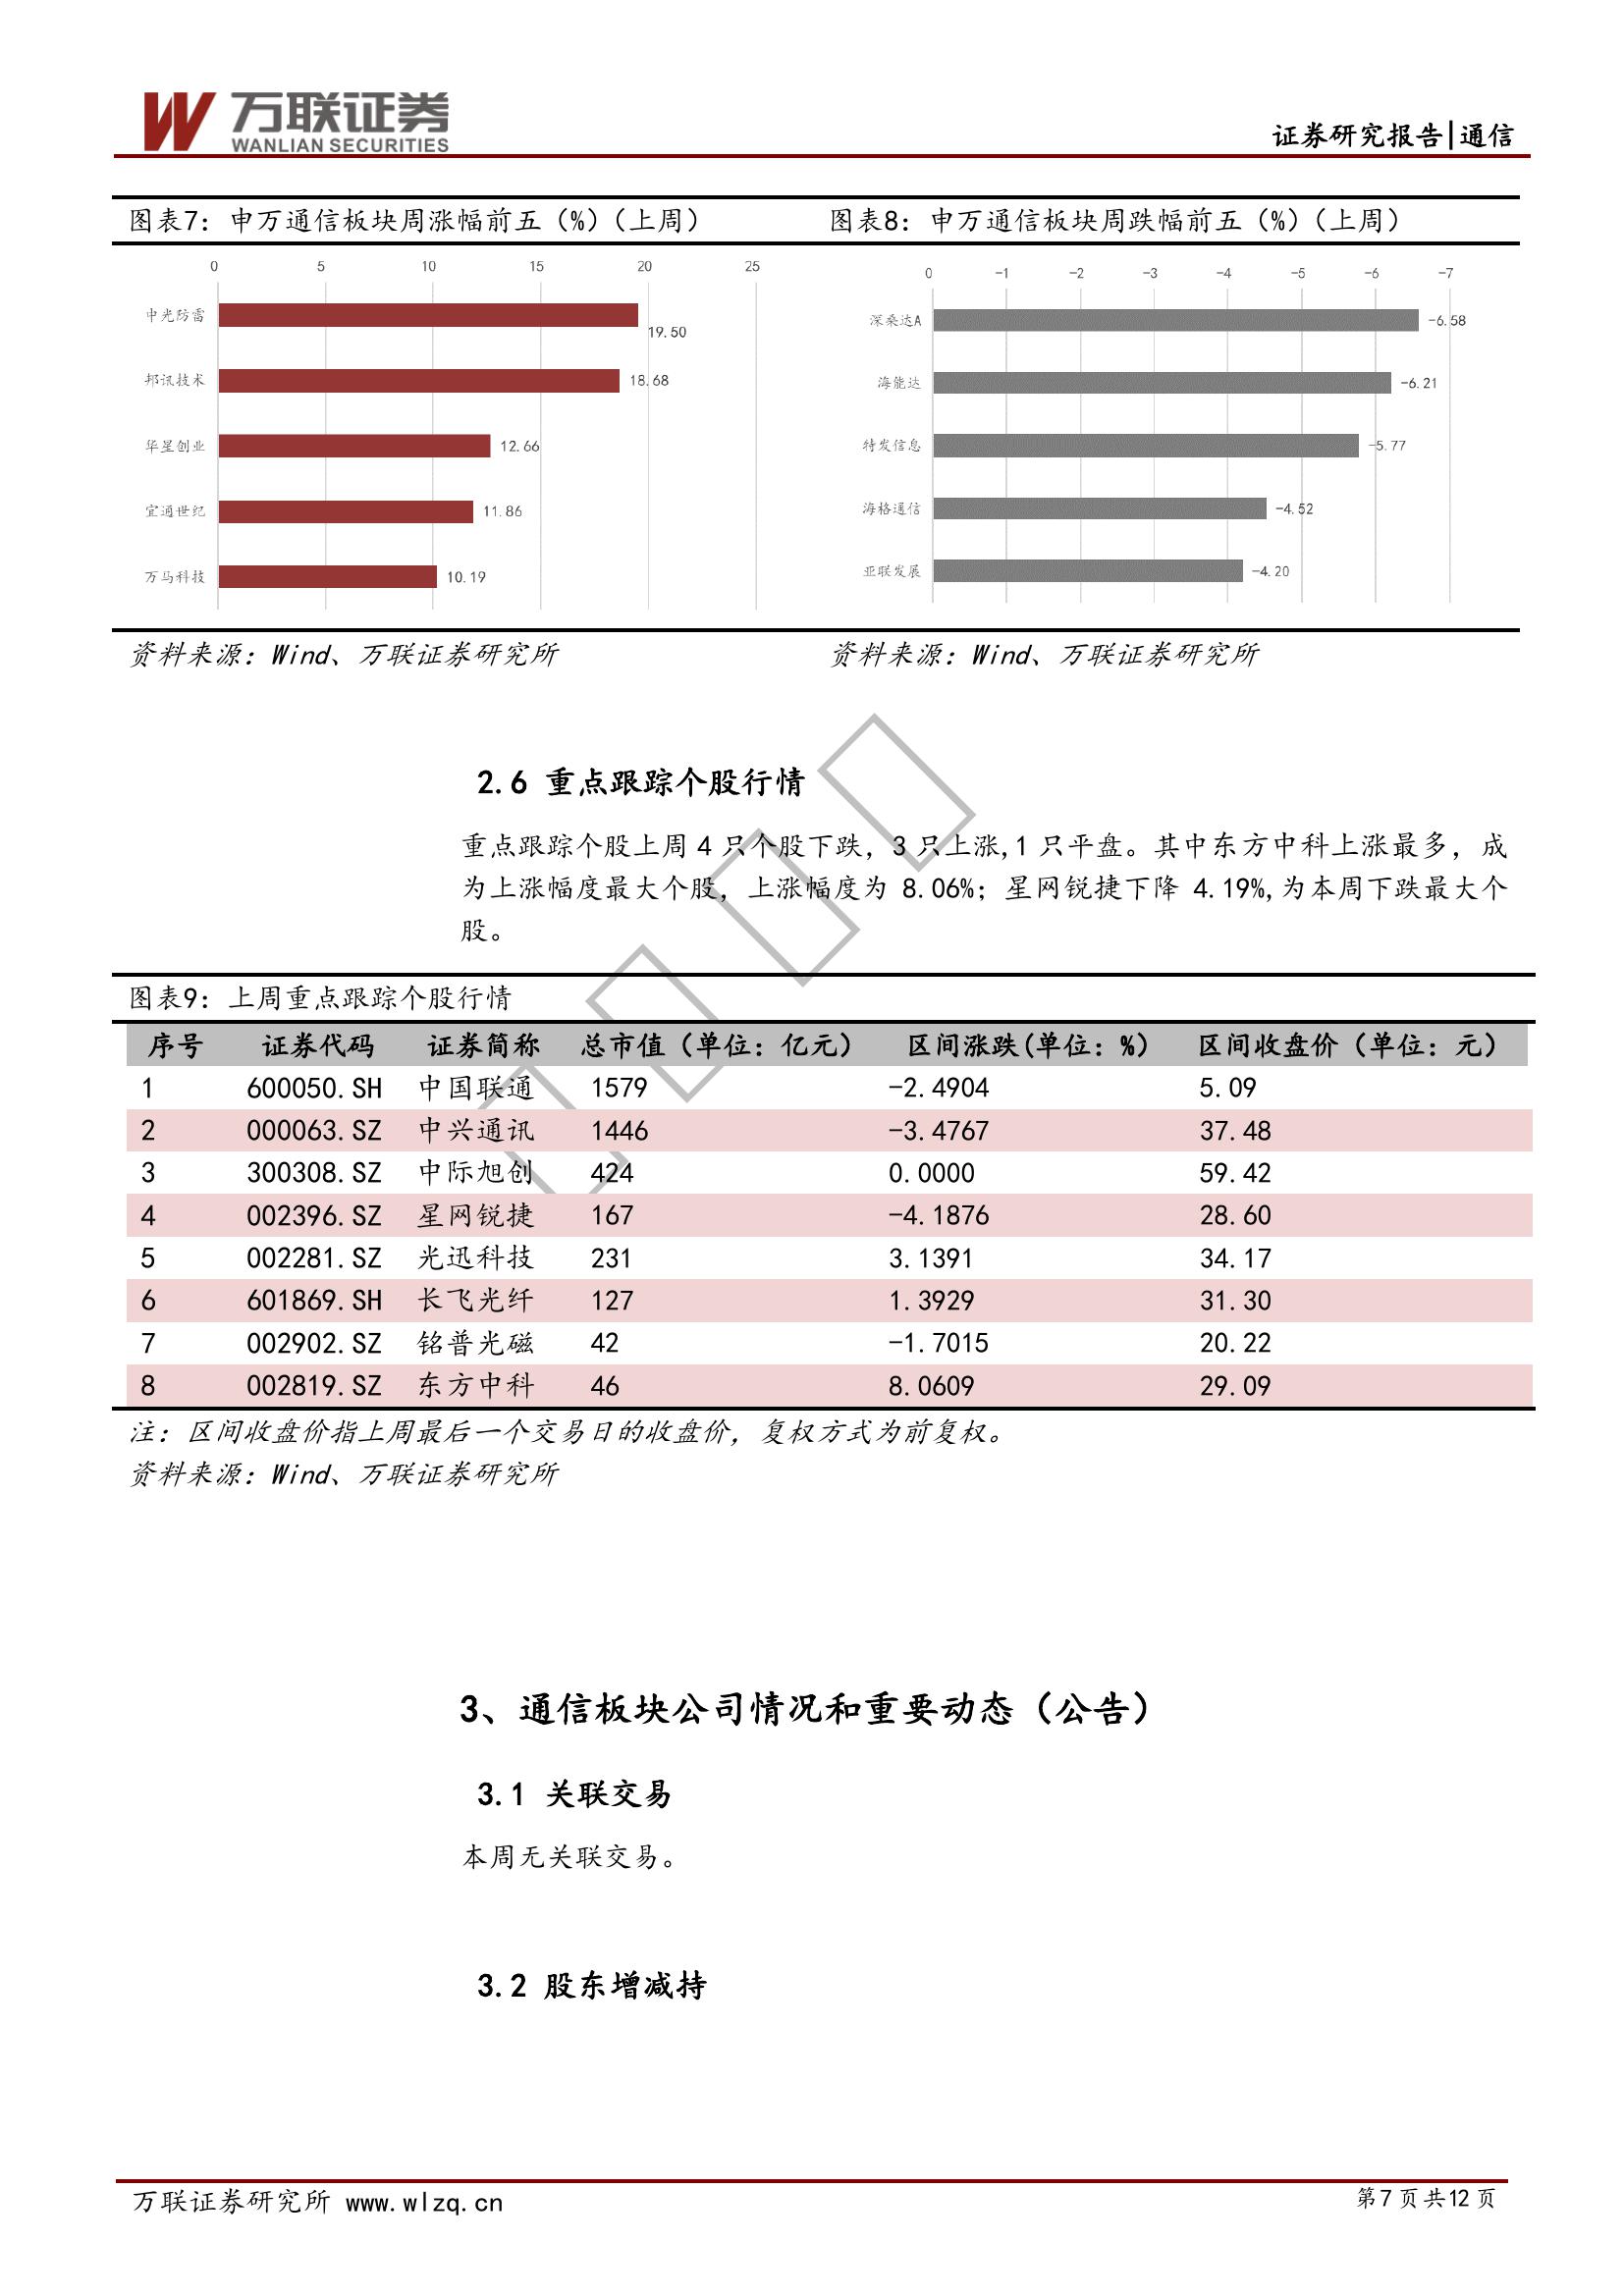 万联证券
WANLIAN SECURITIES
证券研究报告|通信
图表7：申万通信板块周涨幅前五（%）（上周）
0 5 10 15 20 25
中光防雷 19.50
邦讯技术 18.68
华星创业 12.66
宜通世纪 11.86
万马科技 10.19
资料来源：Wind、万联证券研究所
图表8：申万通信板块周跌幅前五（%）（上周）
0 -1 -2 -3 -4 -5 -6 -7
深桑达A -6.58
海能达 -6.21
特发信息 -5.77
海格通信 -4.52
亚联发展 -4.20
资料来源：Wind、万联证券研究所
2.6 重点跟踪个股行情
重点跟踪个股上周 4 只个股下跌，3 只上涨,1 只平盘。其中东方中科上涨最多，成
为上涨幅度最大个股，上涨幅度为 8.06%；星网锐捷下降 4.19%,为本周下跌最大个
股。
图表9：上周重点跟踪个股行情
序号 证券代码 证券简称 总市值（单位：亿元） 区间涨跌(单位：%） 区间收盘价（单位：元）
1 600050.SH 中国联通 1579 -2.4904 5.09
2 000063.SZ 中兴通讯 1446 -3.4767 37.48
3 300308.SZ 中际旭创 424 0.0000 59.42
4 002396.SZ 星网锐捷 167 -4.1876 28.60
5 002281.SZ 光迅科技 231 3.1391 34.17
6 601869.SH 长飞光纤 127 1.3929 31.30
7 002902.SZ 铭普光磁 42 -1.7015 20.22
8 002819.SZ 东方中科 46 8.0609 29.09
注：区间收盘价指上周最后一个交易日的收盘价，复权方式为前复权。
资料来源：Wind、万联证券研究所
3、通信板块公司情况和重要动态（公告）
3.1 关联交易
本周无关联交易。
3.2 股东增减持
万联证券研究所 www.wlzq.cn
第7页共12页